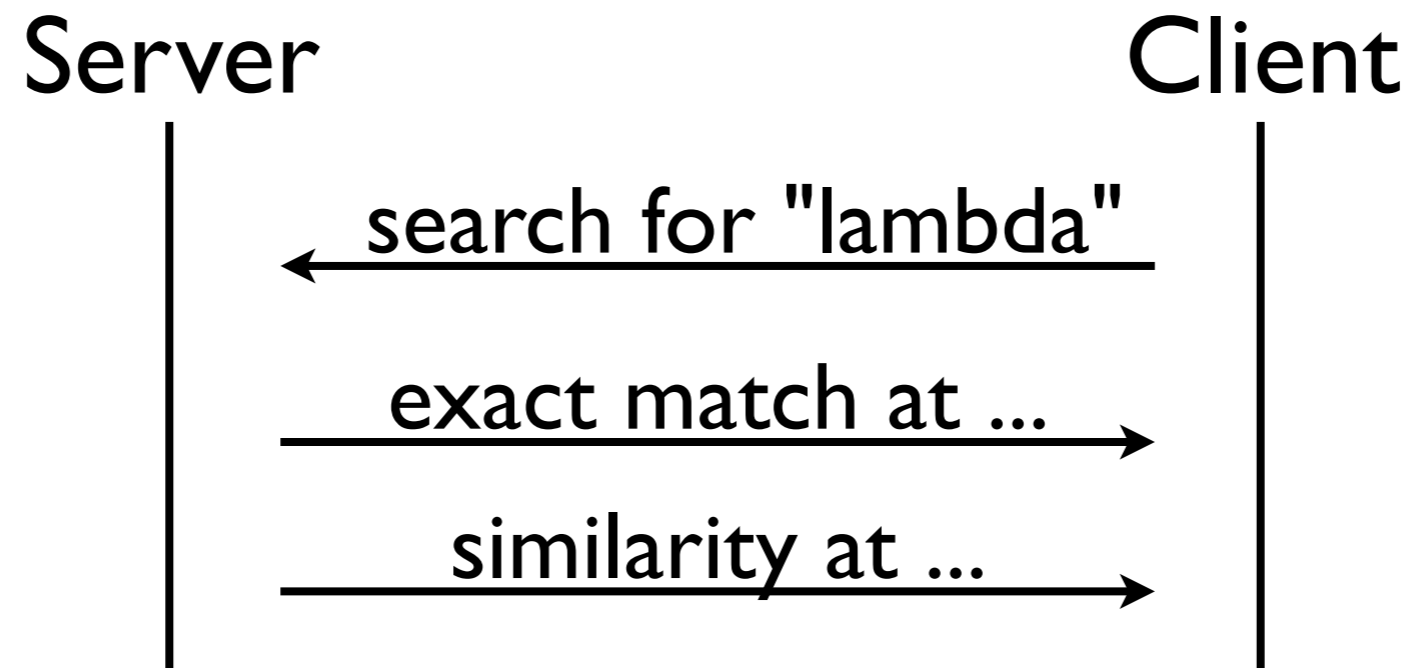 Server
Client
search for "lambda"
exact match at ...
similarity at ...